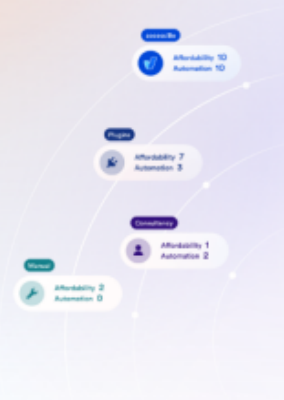 accessiBe
Affordability 10
Automation 10
Plugins
Affordability 7
Automation 3
Consultancy
Affordability 1
Automation 2
Manual
Affordability 2
Automation 0